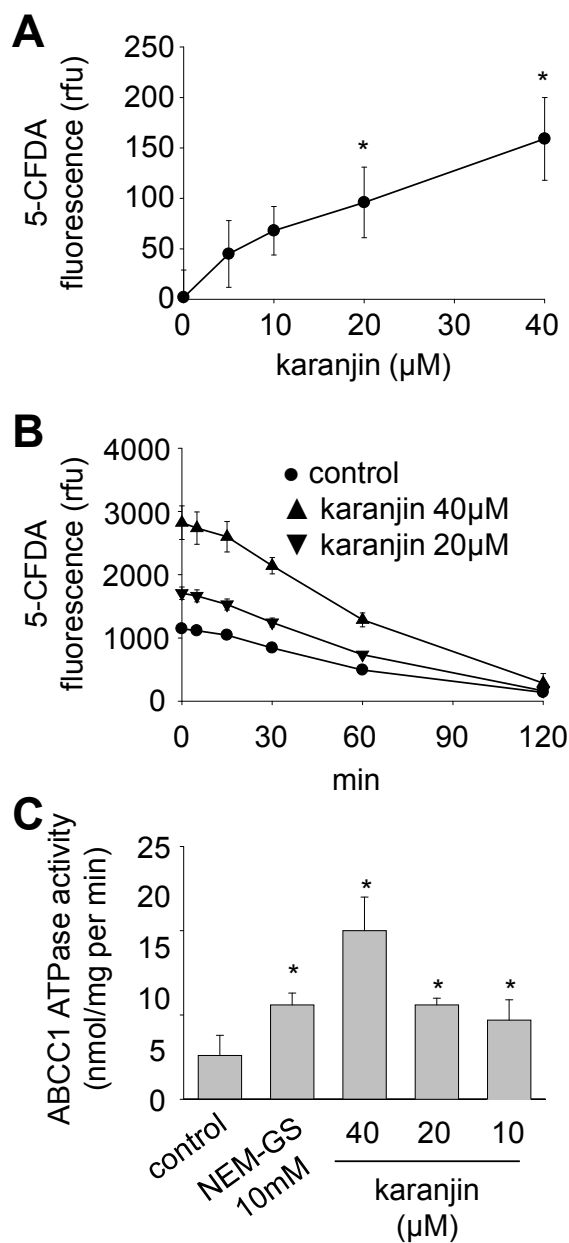 A
5-CFDA
fluorescence (rfu)
250
200
150
100
50
0
*
*
0 10 20 30 40
karanjin (µM)
B
5-CFDA
fluorescence (rfu)
4000
3000
2000
1000
0
control
karanjin 40µM
karanjin 20µM
0 30 60 90 120
min
C
ABCC1 ATPase activity
(nmol/mg per min)
25
20
15
10
5
0
*
*
*
*
control
NEM-GS
10mM
40 20 10
karanjin
(µM)